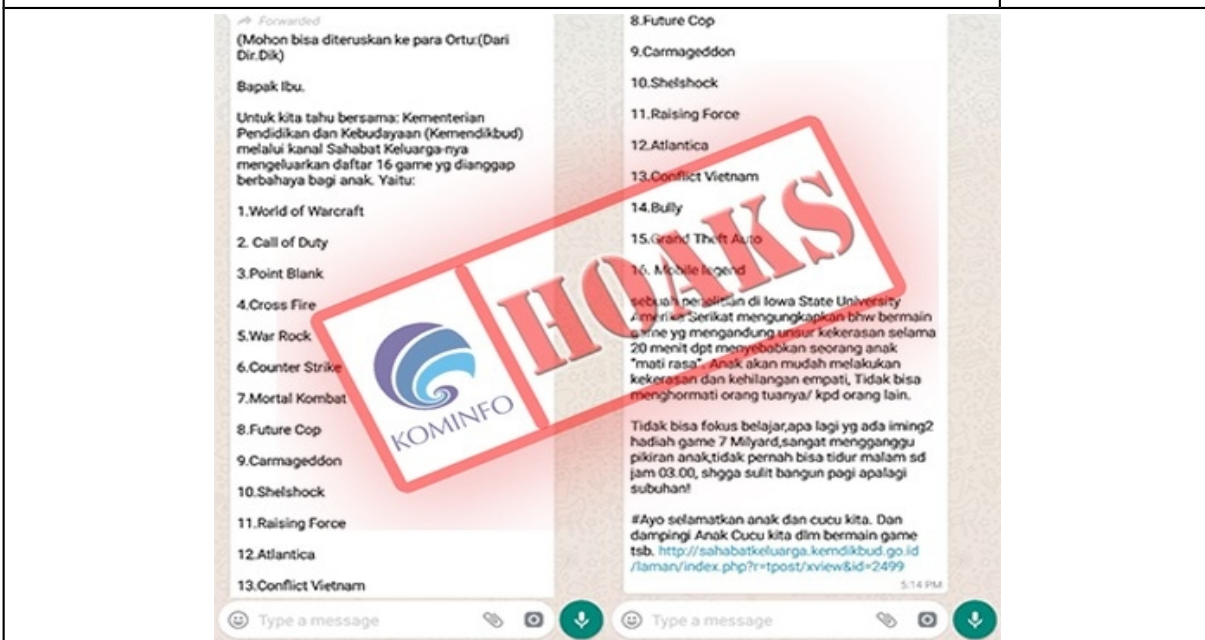 Forwarded
(Mohon bisa diteruskan ke para Ortu:(Dari
Dir.Dik)
Bapak Ibu.
Untuk kita tahu bersama: Kementerian
Pendidikan dan Kebudayaan (Kemendikbud)
melalui kanal Sahabat Keluarga-nya
mengeluarkan daftar 16 game yg dianggap
berbahaya bagi anak. Yaitu:
1.World of Warcraft
2. Call of Duty
3.Point Blank
4.Cross Fire
5.War Rock
6.Counter Strike
7.Mortal Kombat
8.Future Cop
9.Carmageddon
10.Shelshock
11.Raising Force
12.Atlantica
13.Conflict Vietnam
Type a message
8.Future Cop
9.Carmageddon
10.Shelshock
11.Raising Force
12.Atlantica
13.Conflict Vietnam
14.Bully
15.Grand Theft Auto
16. Mobile legend
sebuah penelitian di Iowa State University
Amerika Serikat mengungkapkan bhw bermain
game yg mengandung unsur kekerasan selama
20 menit dpt menyebabkan seorang anak
"mati rasa". Anak akan mudah melakukan
kekerasan dan kehilangan empati, Tidak bisa
menghormati orang tuanya/ kpd orang lain.
Tidak bisa fokus belajar,apa lagi yg ada iming2
hadiah game 7 Milyard,sangat mengganggu
pikiran anak,tidak pernah bisa tidur malam sd
jam 03.00, shgga sulit bangun pagi apalagi
subuhan!
#Ayo selamatkan anak dan cucu kita. Dan
dampingi Anak Cucu kita dlm bermain game
tsb. http://sahabatkeluarga.kemdikbud.go.id
/laman/index.php?r=tpost/xview&id=2499
5:14 PM
Type a message
KOMINFO
HOAKS